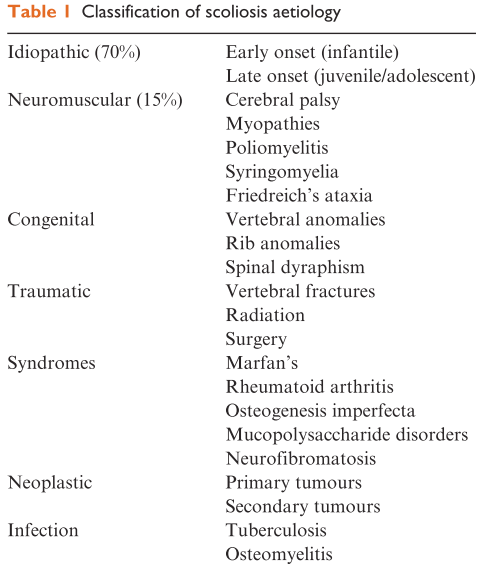 Table 1 Classification of scoliosis aetiology
Idiopathic (70%) Early onset (infantile)
Late onset (juvenile/adolescent)
Neuromuscular (15%) Cerebral palsy
Myopathies
Poliomyelitis
Syringomyelia
Friedreich's ataxia
Congenital Vertebral anomalies
Rib anomalies
Spinal dyraphism
Traumatic Vertebral fractures
Radiation
Surgery
Syndromes Marfan's
Rheumatoid arthritis
Osteogenesis imperfecta
Mucopolysaccharide disorders
Neurofibromatosis
Neoplastic Primary tumours
Secondary tumours
Infection Tuberculosis
Osteomyelitis